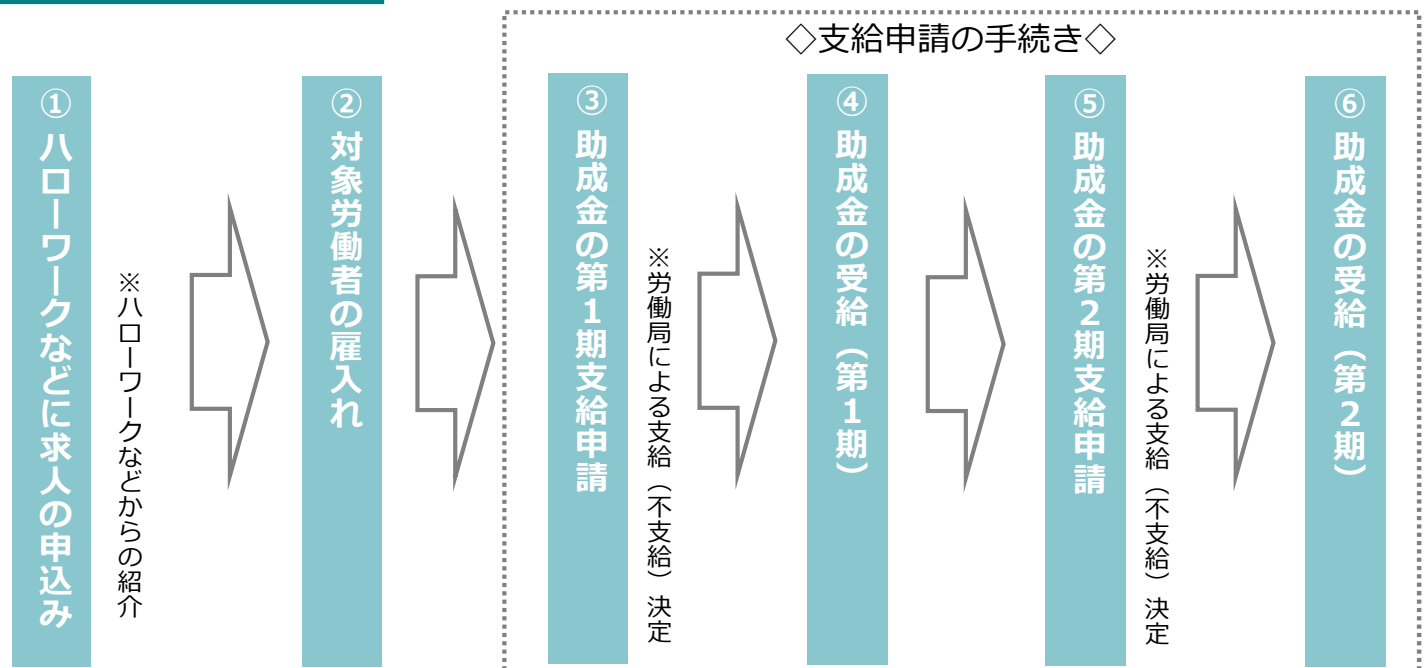 ◇支給申請の手続き◇
①ハローワークなどに求人の申込み
※ハローワークなどからの紹介
②対象労働者の雇入れ
③助成金の第1期支給申請
※労働局による支給（不支給）決定
④助成金の受給（第1期）
⑤助成金の第2期支給申請
※労働局による支給（不支給）決定
⑥助成金の受給（第2期）